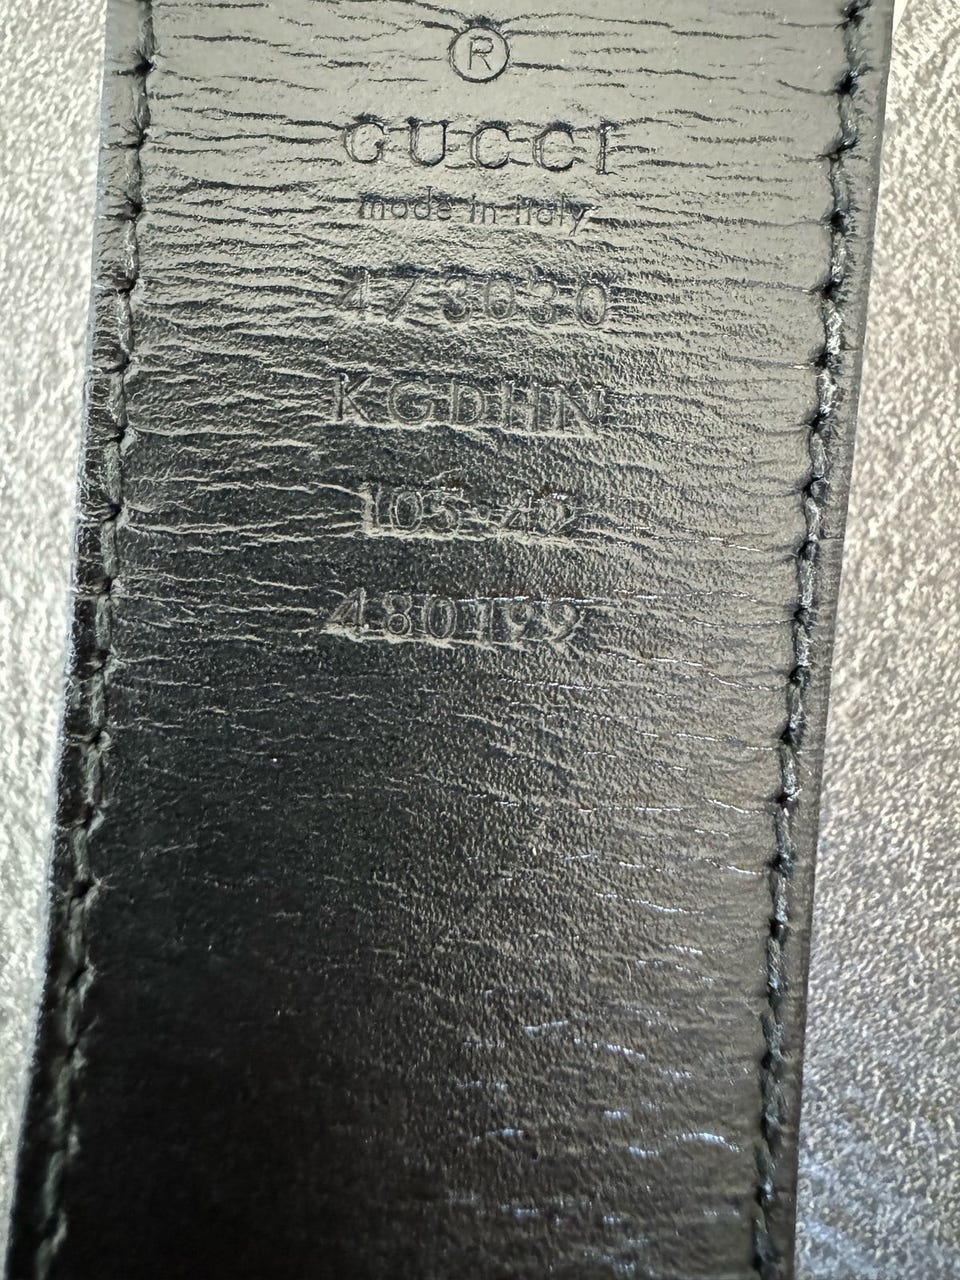 ®
GUCCI
made in italy
473030
KGDHN
105·42
480199